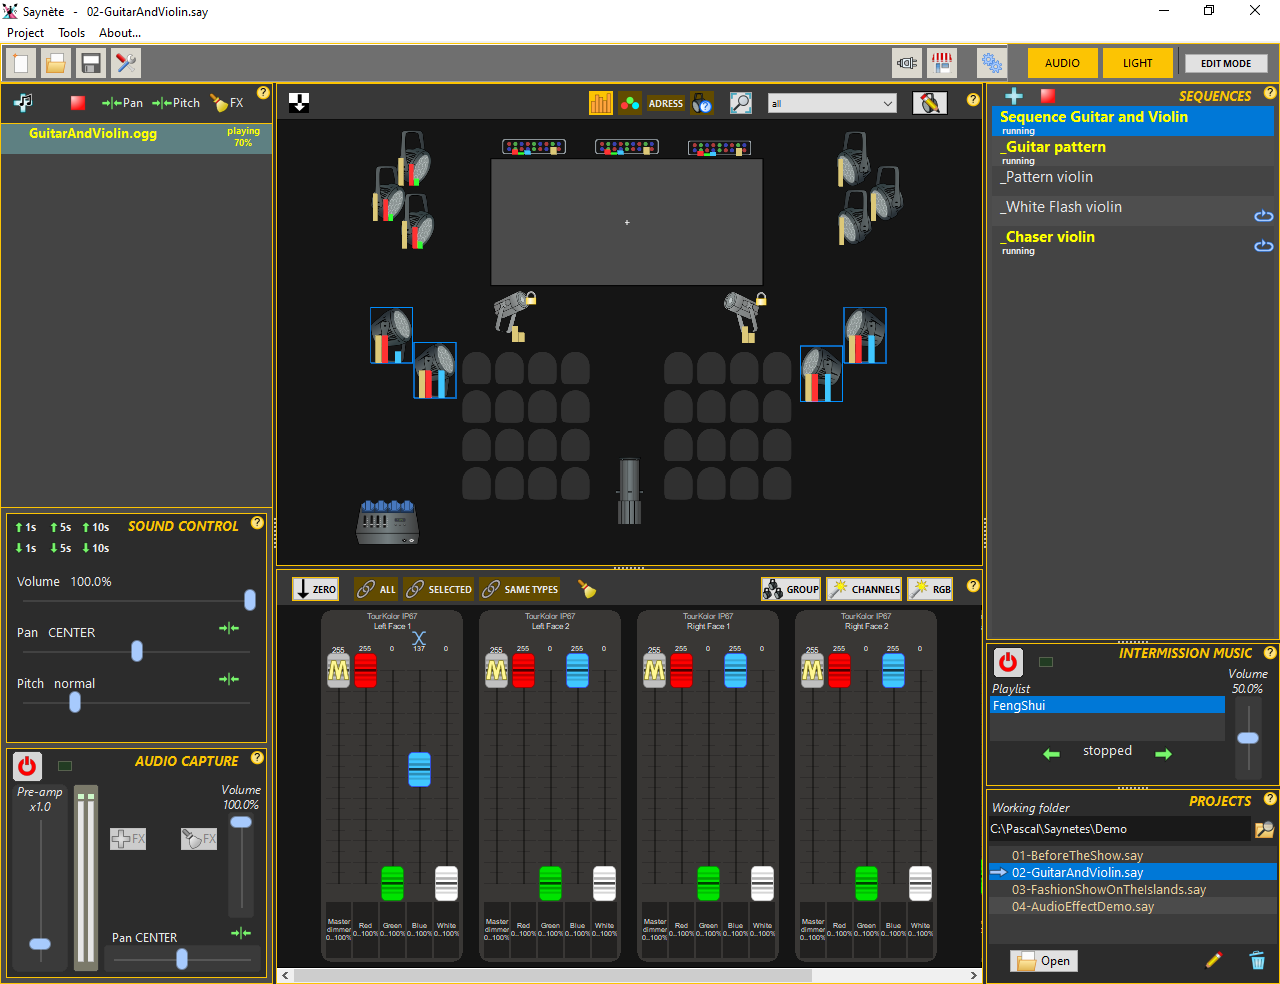 Saynète - 02-GuitarAndViolin.say
Project Tools About...
AUDIO LIGHT EDIT MODE
Pan Pitch FX ?
GuitarAndViolin.ogg playing
70%
ADRESS all ?
SEQUENCES ?
Sequence Guitar and Violin
running
_Guitar pattern
running
_Pattern violin
_White Flash violin
_Chaser violin
running
1s 5s 10s SOUND CONTROL ?
1s 5s 10s
Volume 100.0%
Pan CENTER
Pitch normal
AUDIO CAPTURE ?
Pre-amp
x1.0
Volume
100.0%
FX FX
Pan CENTER
ZERO ALL SELECTED SAME TYPES GROUP CHANNELS RGB ?
TourKolor IP67 TourKolor IP67 TourKolor IP67 TourKolor IP67
Left Face 1 Left Face 2 Right Face 1 Right Face 2
255 255 0 137 0 255 255 0 255 0 255 255 0 255 0 255 255 0 255 0
M M M M
Master Red Green Blue White Master Red Green Blue White Master Red Green Blue White Master Red Green Blue White
dimmer 0..100% 0..100% 0..100% 0..100% dimmer 0..100% 0..100% 0..100% 0..100% dimmer 0..100% 0..100% 0..100% 0..100% dimmer 0..100% 0..100% 0..100% 0..100%
0..100% 0..100% 0..100% 0..100%
INTERMISSION MUSIC ?
Volume
50.0%
Playlist
FengShui
stopped
PROJECTS ?
Working folder
C:\Pascal\Saynetes\Demo
01-BeforeTheShow.say
02-GuitarAndViolin.say
03-FashionShowOnTheIslands.say
04-AudioEffectDemo.say
Open